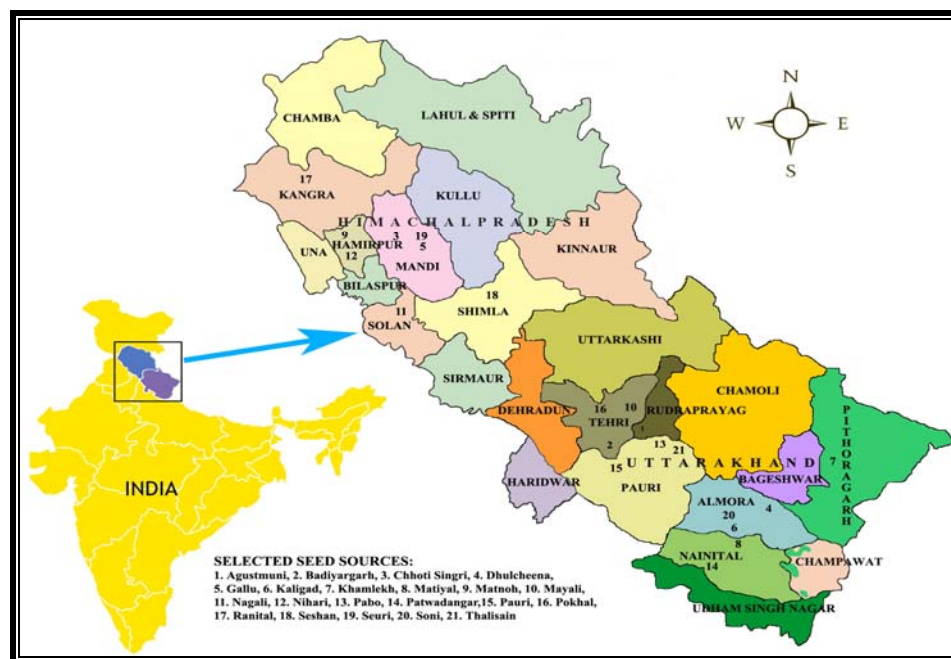 N
W E
S
CHAMBA
LAHUL & SPITI
17
KANGRA
KULLU
HIMACHALPRADESH
9 3 19
HAMIRPUR 5
UNA 12
MANDI
KINNAUR
BILASPUR
18
11 SHIMLA
SOLAN
UTTARKASHI
SIRMAUR
CHAMOLI
DEHRADUN
16 10 RUDRAPRAYAG
TEHRI 1
2 13 21
15 UTTARAKHAND
PITHORAGARH
7
HARIDWAR
PAURI
BAGESHWAR
ALMORA 4
20
6
INDIA
8
NAINITAL
14
CHAMPAWAT
UDHAM SINGH NAGAR
SELECTED SEED SOURCES:
1. Agustmuni, 2. Badiyargarh, 3. Chhoti Singri, 4. Dhulcheena,
5. Gallu, 6. Kaligad, 7. Khamlekh, 8. Matiyal, 9. Matnoh, 10. Mayali,
11. Nagali, 12. Nihari, 13. Pabo, 14. Patwadangar,15. Pauri, 16. Pokhal,
17. Ranital, 18. Seshan, 19. Seuri, 20. Soni, 21. Thalisain